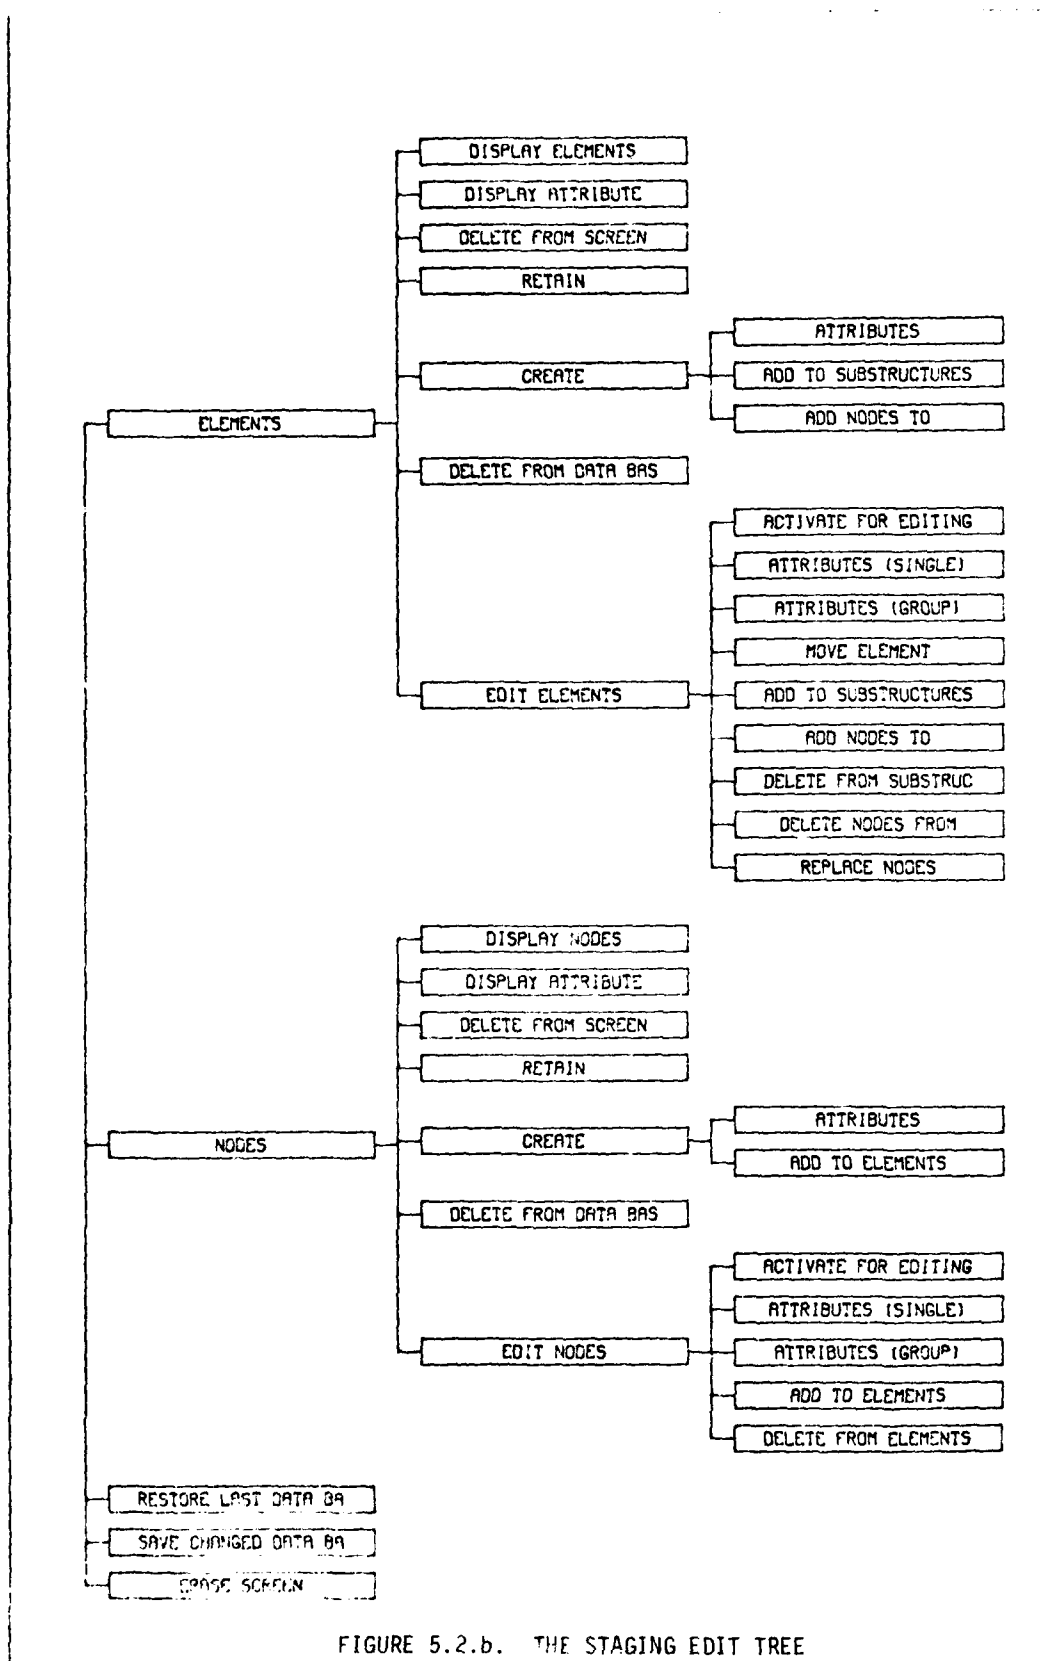 DISPLAY ELEMENTS
DISPLAY ATTRIBUTE
DELETE FROM SCREEN
RETAIN
ATTRIBUTES
CREATE
ADD TO SUBSTRUCTURES
ADD NODES TO
ELEMENTS
DELETE FROM DATA BAS
ACTIVATE FOR EDITING
ATTRIBUTES (SINGLE)
ATTRIBUTES (GROUP)
MOVE ELEMENT
EDIT ELEMENTS
ADD TO SUBSTRUCTURES
ADD NODES TO
DELETE FROM SUBSTRUC
DELETE NODES FROM
REPLACE NODES
DISPLAY NODES
DISPLAY ATTRIBUTE
DELETE FROM SCREEN
RETAIN
ATTRIBUTES
NODES
CREATE
ADD TO ELEMENTS
DELETE FROM DATA BAS
ACTIVATE FOR EDITING
ATTRIBUTES (SINGLE)
EDIT NODES
ATTRIBUTES (GROUP)
ADD TO ELEMENTS
DELETE FROM ELEMENTS
RESTORE LAST DATA BA
SAVE CHANGED DATA BA
ERASE SCREEN
FIGURE 5.2.b. THE STAGING EDIT TREE